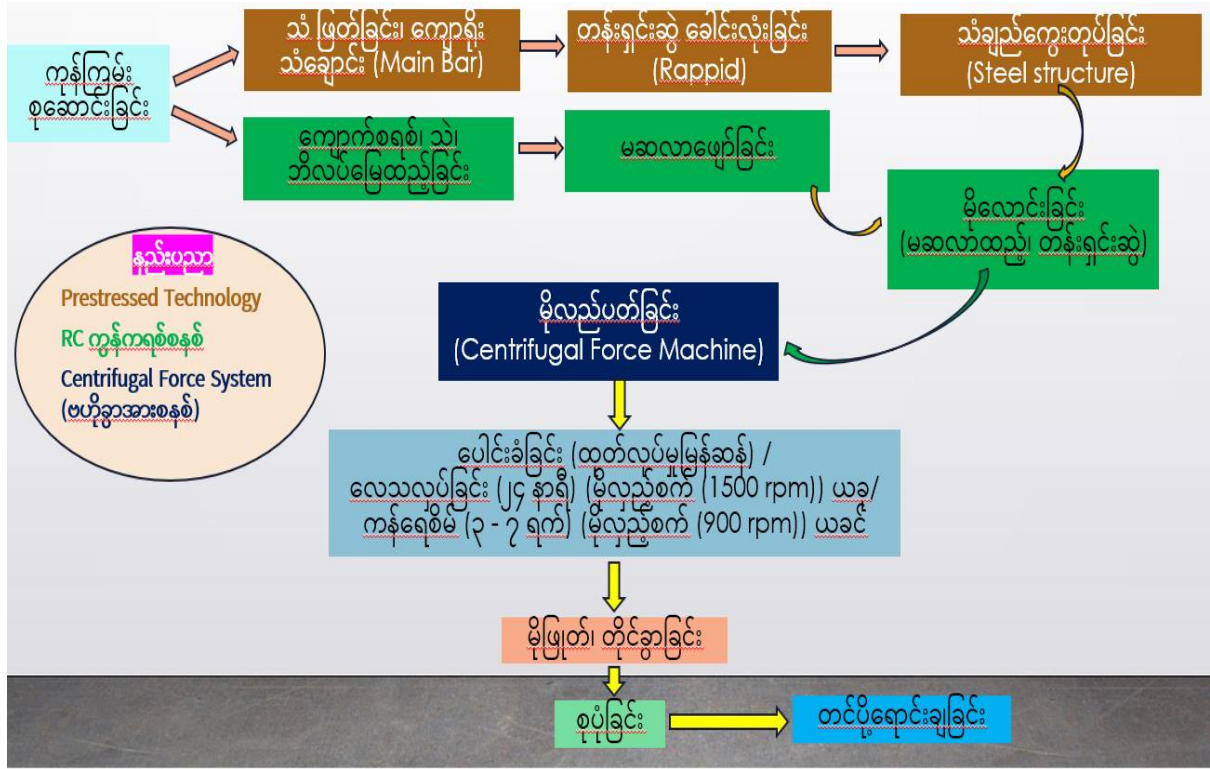 ကုန်ကြမ်း
စုဆောင်းခြင်း
သံ ဖြတ်ခြင်း၊ ကျောရိုး
သံချောင်း (Main Bar)
တန်းရှင်းဆွဲ ခေါင်းလုံးခြင်း
(Rappid)
သံချည်ကွေးတုပ်ခြင်း
(Steel structure)
ကျောက်စရစ်၊ သဲ၊
ဘိလပ်မြေထည့်ခြင်း
မဆလာဖျော်ခြင်း
မိုလောင်းခြင်း
(မဆလာထည့်၊ တန်းရှင်းဆွဲ)
နည်းပညာ
Prestressed Technology
RC ကွန်ကရစ်စနစ်
Centrifugal Force System
(ဗဟိုခွာအားစနစ်)
မိုလည်ပတ်ခြင်း
(Centrifugal Force Machine)
ပေါင်းခံခြင်း (ထတ်လုပ်မှုမြန်ဆန်) /
လေသလှပ်ခြင်း (၂၄ နာရီ) (မိုလှည့်စက် (1500 rpm)) ယခု/
ကန်ရေစိမ် (၃ - ၇ ရက်) (မိုလှည့်စက် (900 rpm)) ယခင်
မိုဖြုတ်၊ တိုင်ခွာခြင်း
စုပုံခြင်း
တင်ပို့ရောင်းချခြင်း